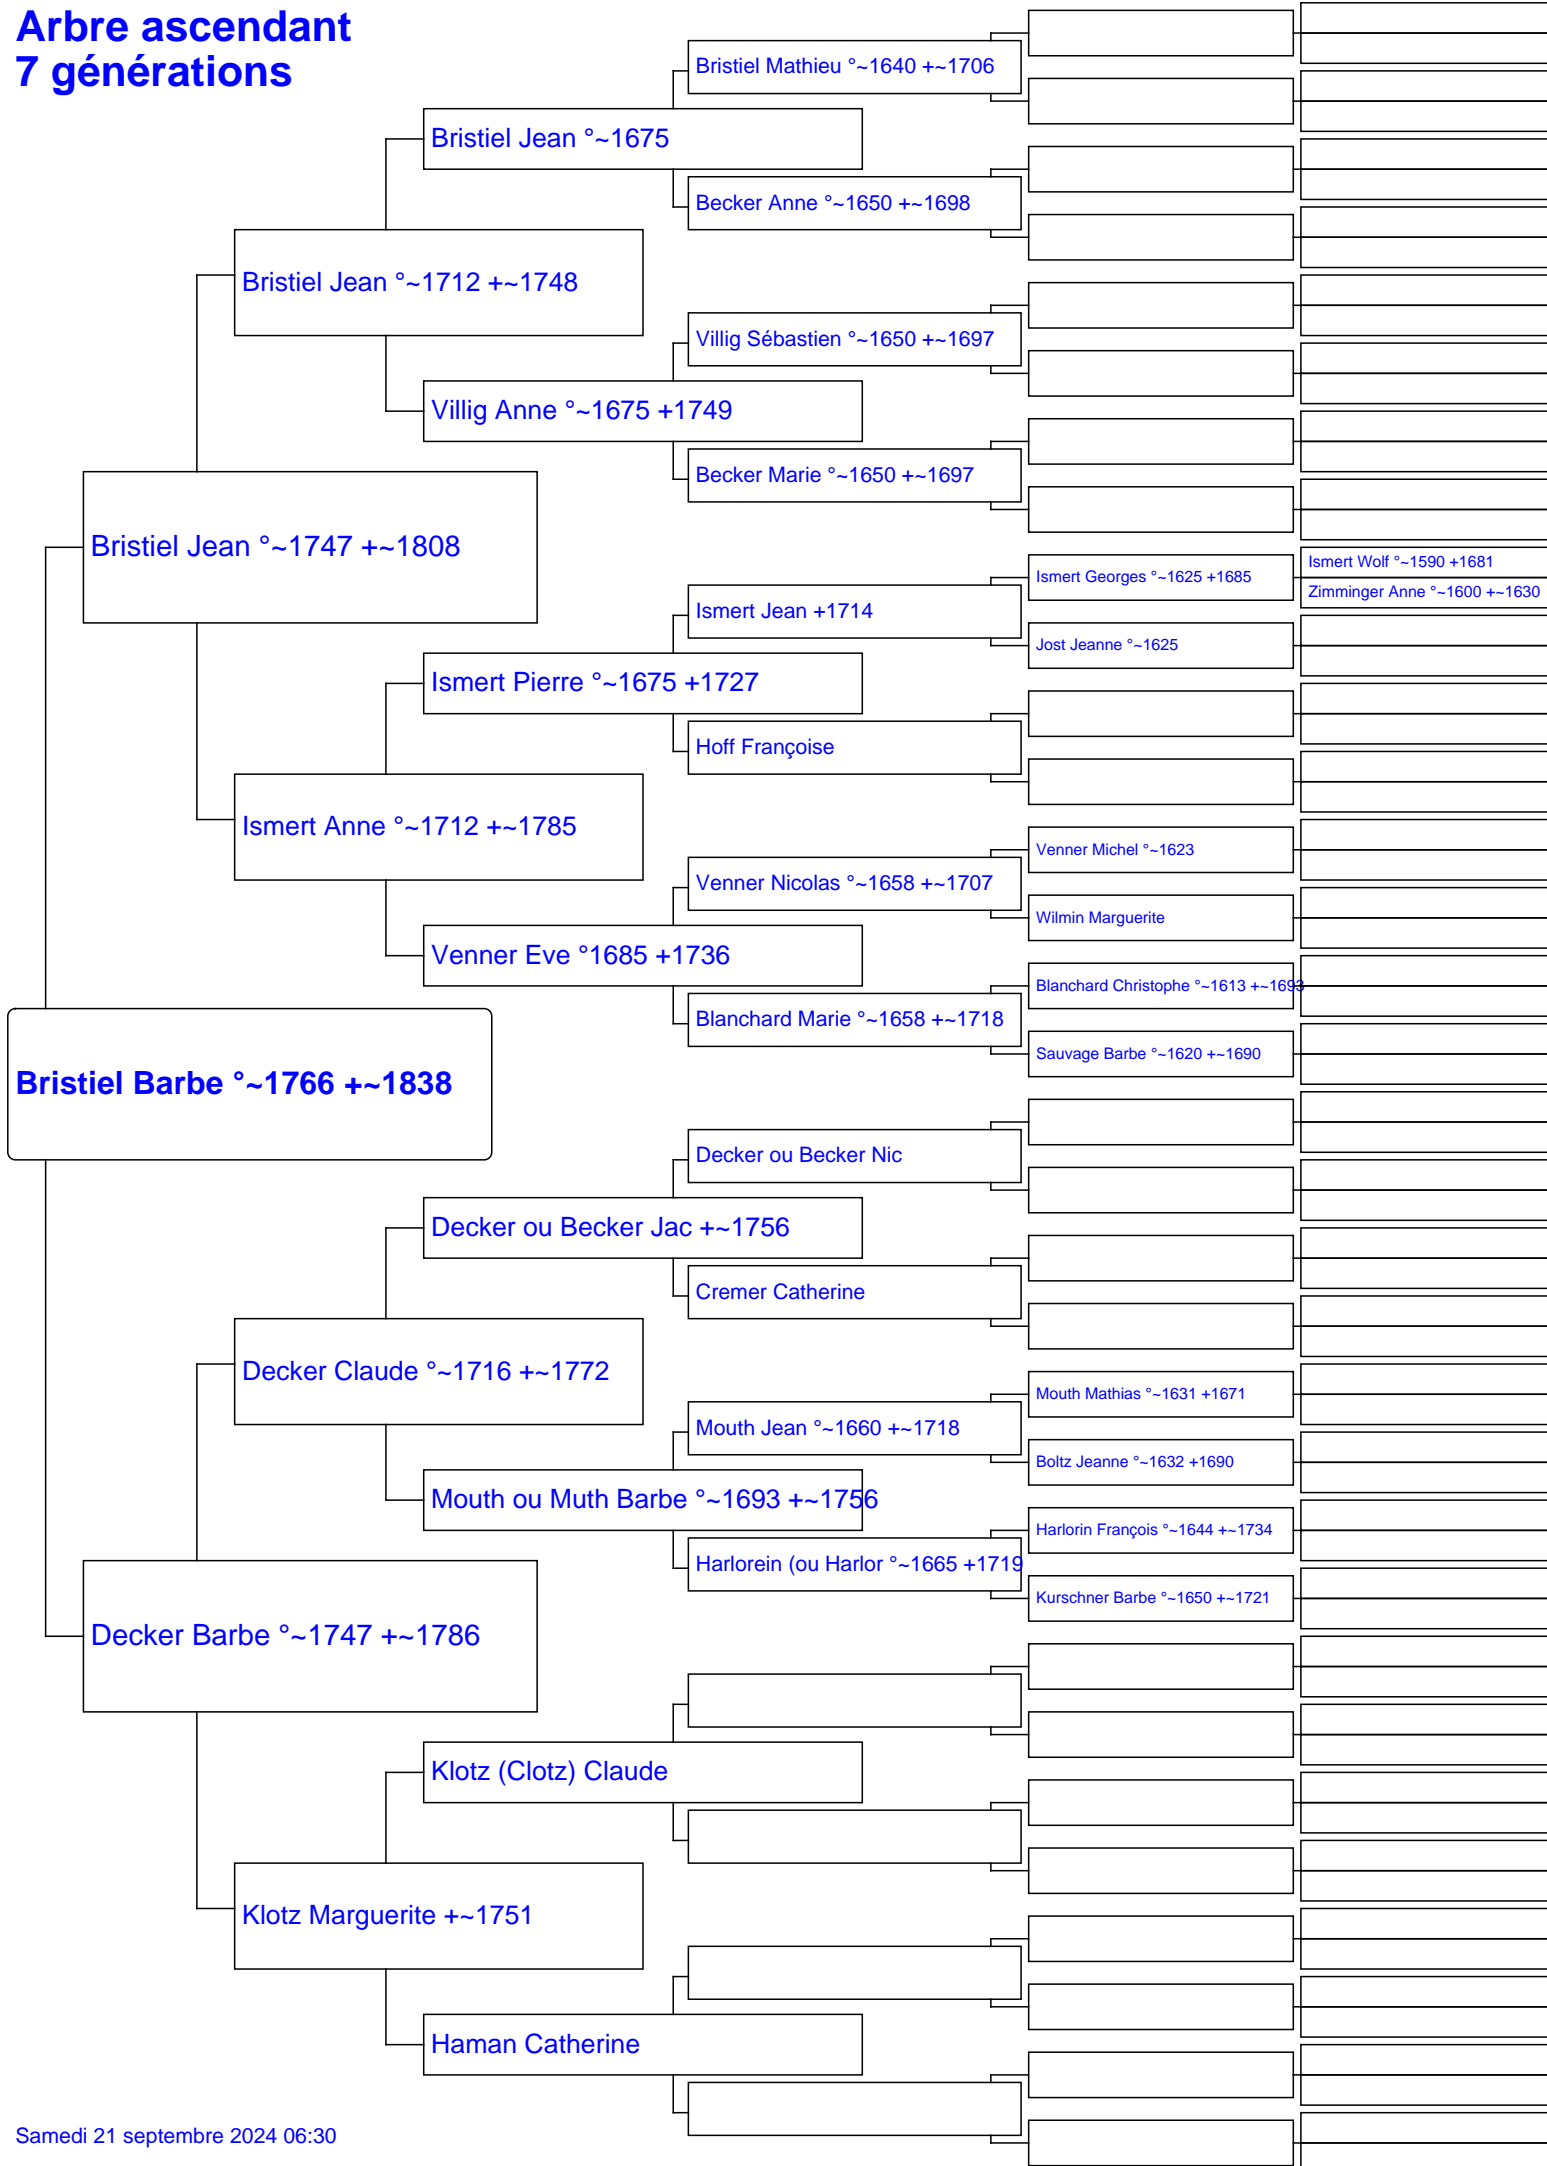 Arbre ascendant
7 générations
Bristiel Mathieu °~1640 +~1706
Bristiel Jean °~1675
Becker Anne °~1650 +~1698
Bristiel Jean °~1712 +~1748
Villig Sébastien °~1650 +~1697
Villig Anne °~1675 +1749
Becker Marie °~1650 +~1697
Bristiel Jean °~1747 +~1808
Ismert Wolf °~1590 +1681
Ismert Georges °~1625 +1685
Zimminger Anne °~1600 +~1630
Ismert Jean +1714
Jost Jeanne °~1625
Ismert Pierre °~1675 +1727
Hoff Françoise
Ismert Anne °~1712 +~1785
Venner Michel °~1623
Venner Nicolas °~1658 +~1707
Wilmin Marguerite
Venner Eve °1685 +1736
Blanchard Christophe °~1613 +~1693
Blanchard Marie °~1658 +~1718
Sauvage Barbe °~1620 +~1690
Bristiel Barbe °~1766 +~1838
Decker ou Becker Nic
Decker ou Becker Jac +~1756
Cremer Catherine
Decker Claude °~1716 +~1772
Mouth Mathias °~1631 +1671
Mouth Jean °~1660 +~1718
Boltz Jeanne °~1632 +1690
Mouth ou Muth Barbe °~1693 +~1756
Harlorin François °~1644 +~1734
Harlorein (ou Harlor °~1665 +1719
Kurschner Barbe °~1650 +~1721
Decker Barbe °~1747 +~1786
Klotz (Clotz) Claude
Klotz Marguerite +~1751
Haman Catherine
Samedi 21 septembre 2024 06:30